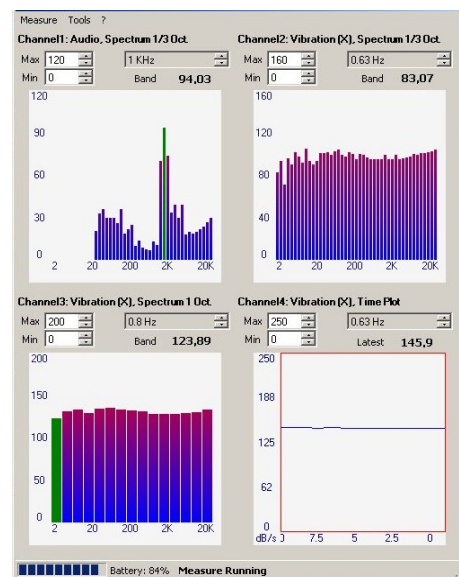 Measure Tools ?
Channel1: Audio, Spectrum 1/3 Oct.
Max 120 1 KHz
Min 0 Band 94,03
120
90
60
30
0
2 20 200 2K 20K
Channel2: Vibration (X), Spectrum 1/3 Oct.
Max 160 0.63 Hz
Min 0 Band 83,07
160
120
80
40
0
2 20 200 2K 20K
Channel3: Vibration (X), Spectrum 1 Oct.
Max 200 0.8 Hz
Min 0 Band 123,89
200
150
100
50
0
2 20 200 2K 20K
Channel4: Vibration (X), Time Plot
Max 250 0.63 Hz
Min 0 Latest 145,9
250
188
125
62
0
dB/s 7.5 5 2.5 0
Battery: 84% Measure Running